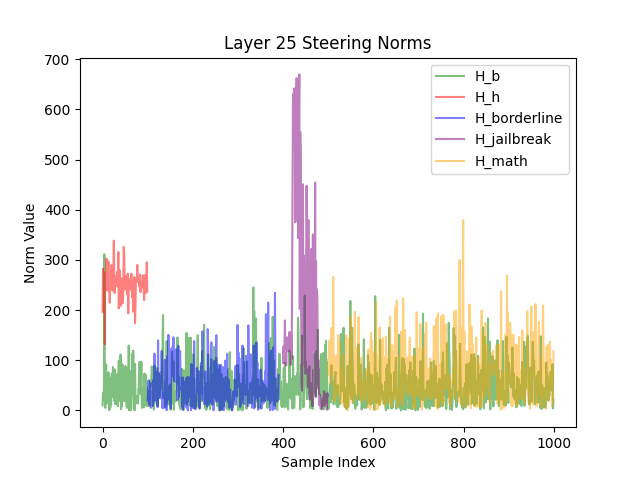 Layer 25 Steering Norms
700
600
500
400
300
200
100
0
Norm Value
H_b
H_h
H_borderline
H_jailbreak
H_math
0 200 400 600 800 1000
Sample Index